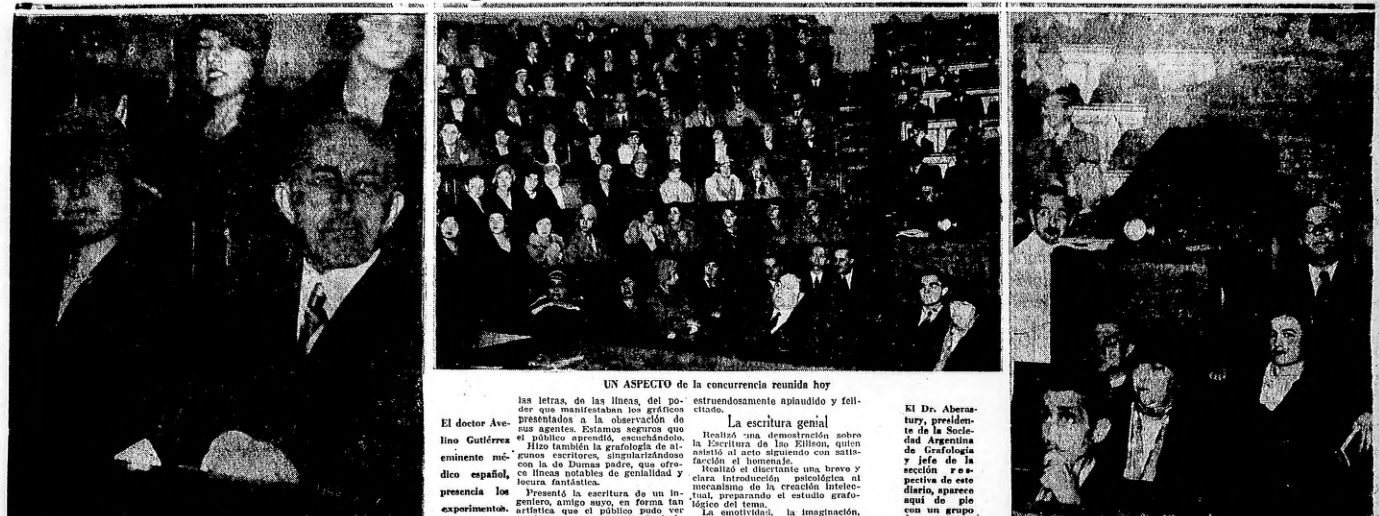 UN ASPECTO de la concurrencia reunida hoy
El doctor Ave-
lino Gutiérrez
eminente mé-
dico español,
presencia los
experimentos.
las letras, de las líneas, del po-
der que manifestaban los gráficos
presentados a la observación de
sus agentes. Estamos seguros que
el público aprendió, escuchándolo.
Hizo también la grafología de al-
gunos escritores, singularizándose
con la de Dumas padre, que ofre-
ce líneas notables de genialidad y
locura fantástica.
Presentó la escritura de un in-
geniero, amigo suyo, en forma tan
artística que el público pudo ver
estruendosamente aplaudido y feli-
citado.
La escritura genial
Realizó una demostración sobre
la Escritura de Iso Ellison, quien
asistió al acto siguiendo con satis-
facción el homenaje.
Realizó el disertante una breve y
clara introducción psicológica al
mecanismo de la creación intelec-
tual, preparando el estudio grafo-
lógico del tema.
La emotividad, la imaginación,
El Dr. Aberas-
tury, presiden-
te de la Socie-
dad Argentina
de Grafología
y jefe de la
sección res-
pectiva de este
diario, aparece
aquí de pie
con un grupo